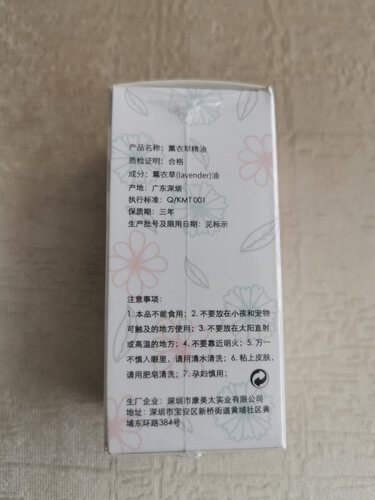 产品名称：薰衣草精油
质检证明：合格
成分：薰衣草(lavender)油
产地：广东深圳
执行标准：Q/KMT001
保质期：三年
生产批号及限用日期：见标示
注意事项：
1.本品不能食用；2.不要放在小孩和宠物
可触及的地方使用；3.不要放在太阳直射
或高温的地方；4.不要靠近明火；5.万一
不慎入眼里，请用清水清洗；6.粘上皮肤，
请用肥皂清洗；7.孕妇慎用。
生厂企业：深圳市康美太实业有限公司
地址：深圳市宝安区新桥街道黄埔社区黄
埔东环路384号